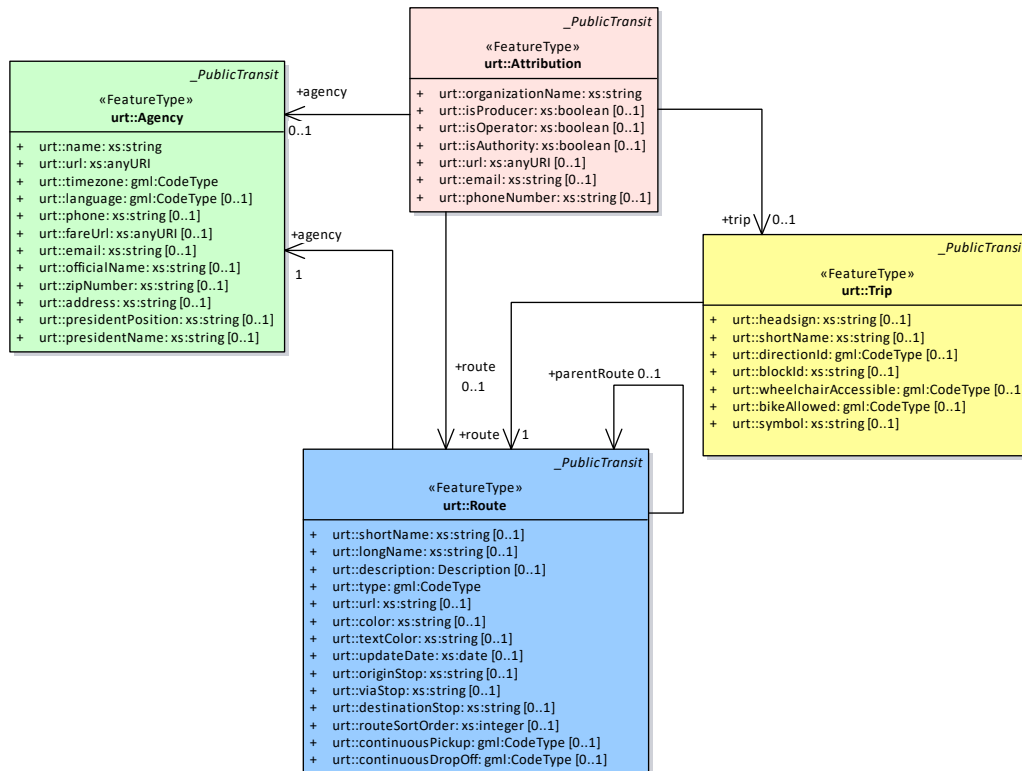 _PublicTransit
«FeatureType»
urt::Attribution
+ urt::organizationName: xs:string
+ urt::isProducer: xs:boolean [0..1]
+ urt::isOperator: xs:boolean [0..1]
+ urt::isAuthority: xs:boolean [0..1]
+ urt::url: xs:anyURI [0..1]
+ urt::email: xs:string [0..1]
+ urt::phoneNumber: xs:string [0..1]
_PublicTransit
«FeatureType»
urt::Agency
+ urt::name: xs:string
+ urt::url: xs:anyURI
+ urt::timezone: gml:CodeType
+ urt::language: gml:CodeType [0..1]
+ urt::phone: xs:string [0..1]
+ urt::fareUrl: xs:anyURI [0..1]
+ urt::email: xs:string [0..1]
+ urt::officialName: xs:string [0..1]
+ urt::zipNumber: xs:string [0..1]
+ urt::address: xs:string [0..1]
+ urt::presidentPosition: xs:string [0..1]
+ urt::presidentName: xs:string [0..1]
+agency
0..1
+agency
1
+trip
0..1
_PublicTransit
«FeatureType»
urt::Trip
+ urt::headsign: xs:string [0..1]
+ urt::shortName: xs:string [0..1]
+ urt::directionId: gml:CodeType [0..1]
+ urt::blockId: xs:string [0..1]
+ urt::wheelchairAccessible: gml:CodeType [0..1
+ urt::bikeAllowed: gml:CodeType [0..1]
+ urt::symbol: xs:string [0..1]
+route
0..1
+parentRoute 0..1
+route
1
_PublicTransit
«FeatureType»
urt::Route
+ urt::shortName: xs:string [0..1]
+ urt::longName: xs:string [0..1]
+ urt::description: Description [0..1]
+ urt::type: gml:CodeType
+ urt::url: xs:string [0..1]
+ urt::color: xs:string [0..1]
+ urt::textColor: xs:string [0..1]
+ urt::updateDate: xs:date [0..1]
+ urt::originStop: xs:string [0..1]
+ urt::viaStop: xs:string [0..1]
+ urt::destinationStop: xs:string [0..1]
+ urt::routeSortOrder: xs:integer [0..1]
+ urt::continuousPickup: gml:CodeType [0..1]
+ urt::continuousDropOff: gml:CodeType [0..1]